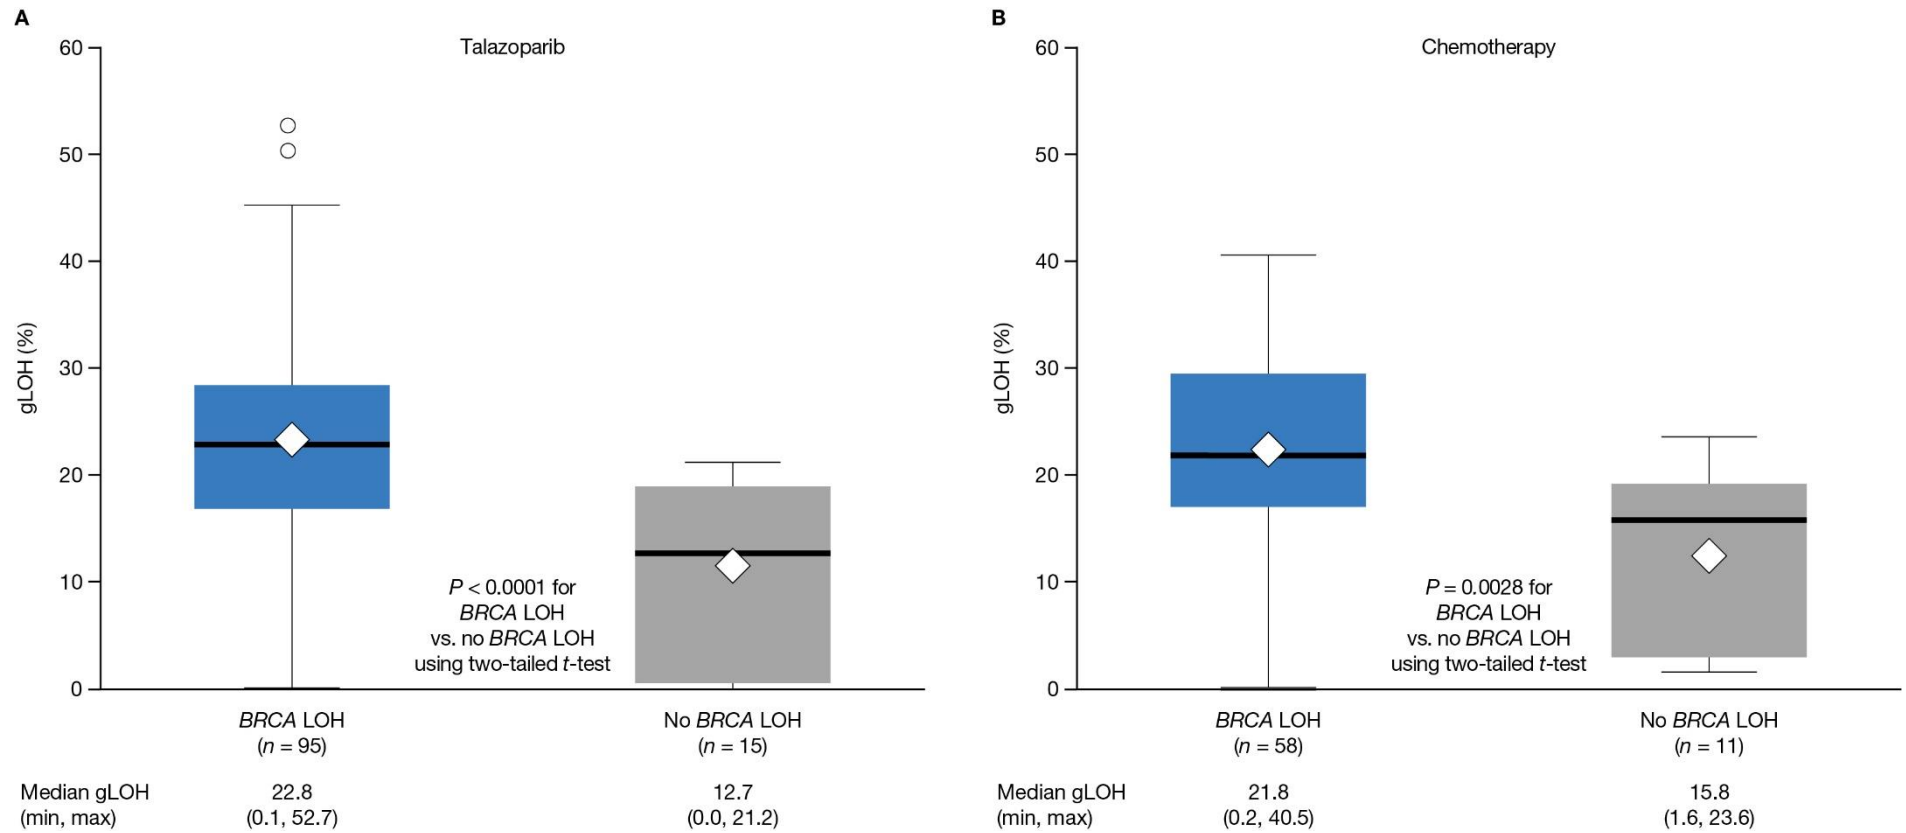 A
Talazoparib
60
50
40
30
20
10
0
gLOH (%)
P < 0.0001 for
BRCA LOH
vs. no BRCA LOH
using two-tailed t-test
BRCA LOH
(n = 95)
No BRCA LOH
(n = 15)
Median gLOH
(min, max)
22.8
(0.1, 52.7)
12.7
(0.0, 21.2)
B
Chemotherapy
60
50
40
30
20
10
0
gLOH (%)
P = 0.0028 for
BRCA LOH
vs. no BRCA LOH
using two-tailed t-test
BRCA LOH
(n = 58)
No BRCA LOH
(n = 11)
Median gLOH
(min, max)
21.8
(0.2, 40.5)
15.8
(1.6, 23.6)